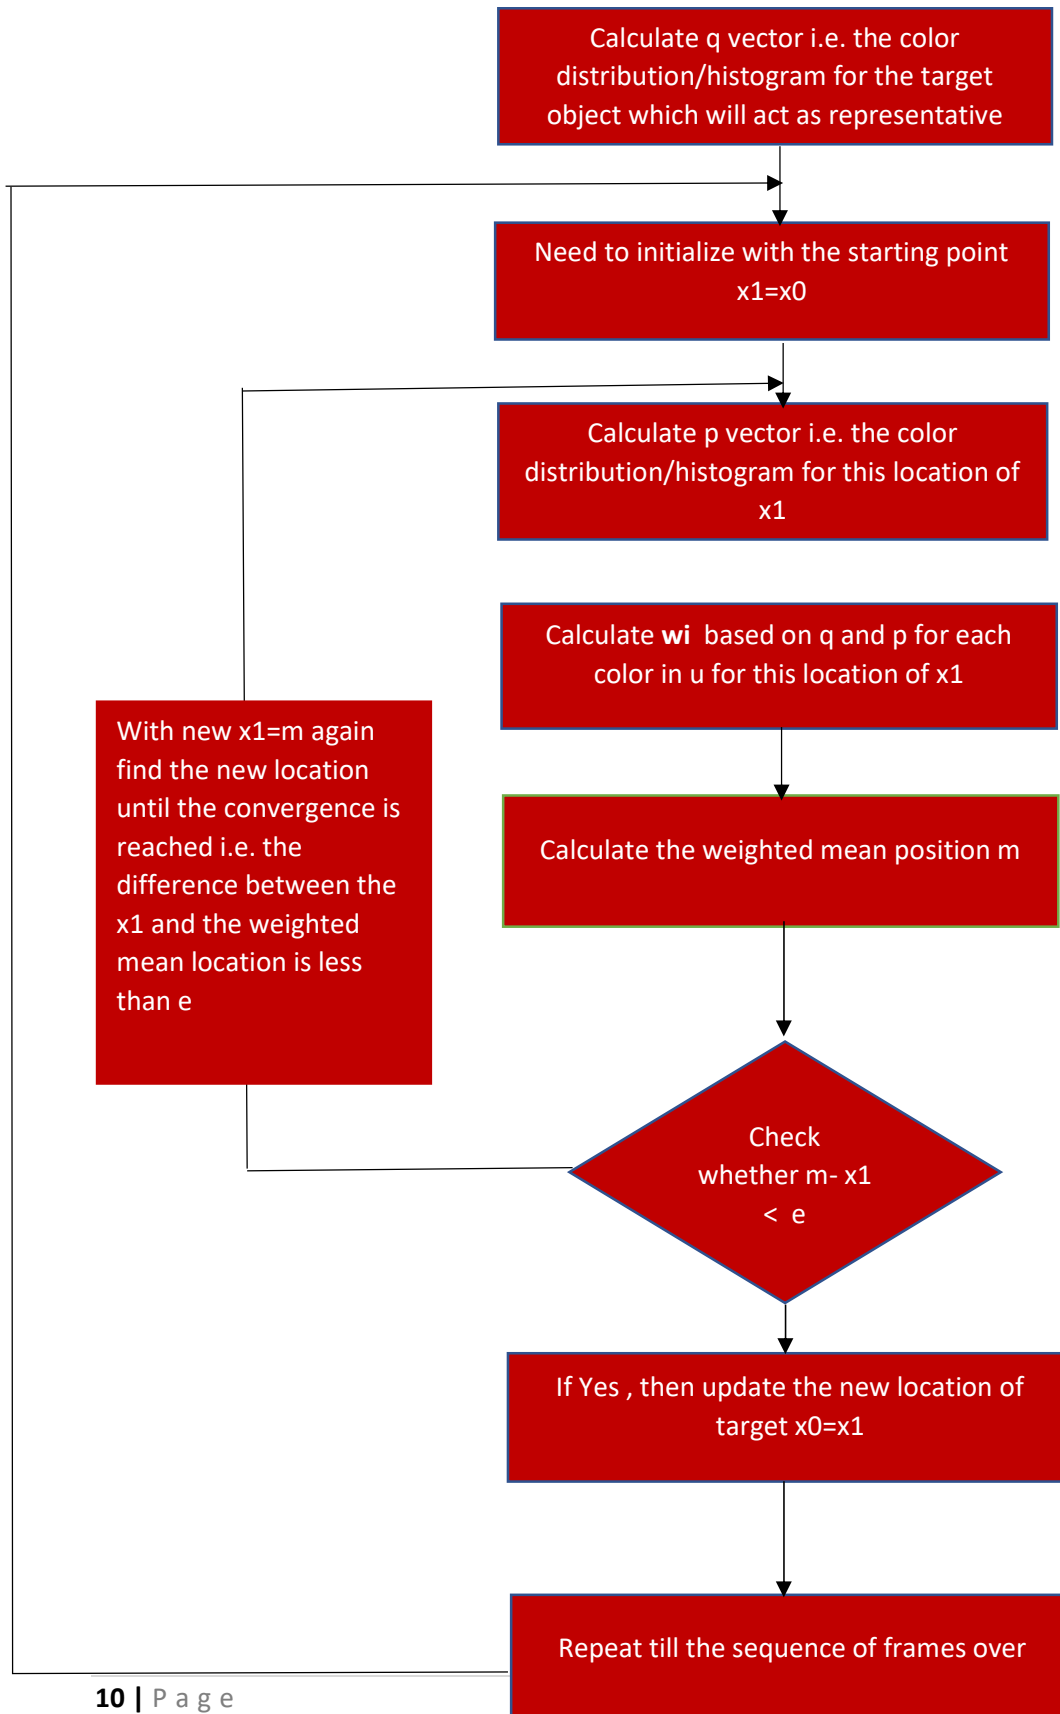 Calculate q vector i.e. the color
distribution/histogram for the target
object which will act as representative
Need to initialize with the starting point
x1=x0
Calculate p vector i.e. the color
distribution/histogram for this location of
x1
Calculate wi based on q and p for each
color in u for this location of x1
With new x1=m again
find the new location
until the convergence is
reached i.e. the
difference between the
x1 and the weighted
mean location is less
than e
Calculate the weighted mean position m
Check
whether m- x1
< e
If Yes , then update the new location of
target x0=x1
Repeat till the sequence of frames over
10 | P a g e